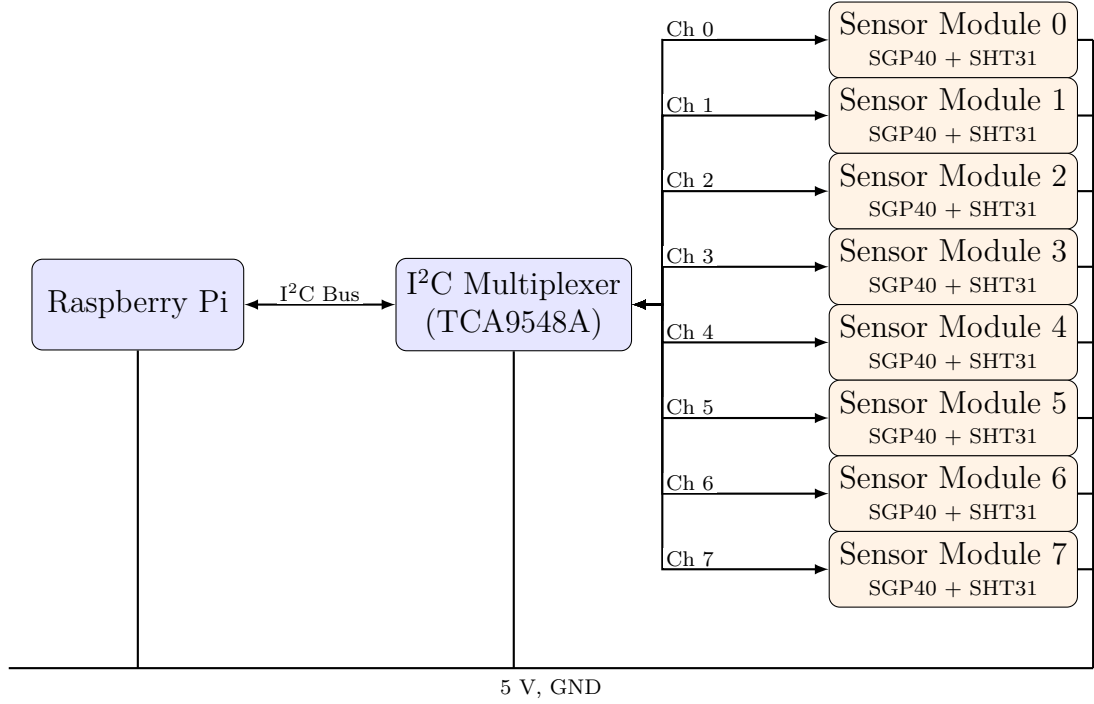 Ch 0
Sensor Module 0
SGP40 + SHT31
Ch 1
Sensor Module 1
SGP40 + SHT31
Ch 2
Sensor Module 2
SGP40 + SHT31
Ch 3
Sensor Module 3
SGP40 + SHT31
Raspberry Pi
I²C Bus
I²C Multiplexer
(TCA9548A)
Ch 4
Sensor Module 4
SGP40 + SHT31
Ch 5
Sensor Module 5
SGP40 + SHT31
Ch 6
Sensor Module 6
SGP40 + SHT31
Ch 7
Sensor Module 7
SGP40 + SHT31
5 V, GND